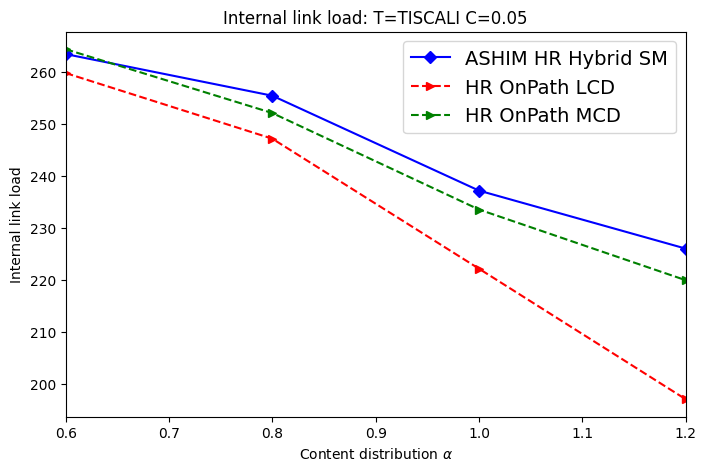 Internal link load: T=TISCALI C=0.05
ASHIM HR Hybrid SM
HR OnPath LCD
HR OnPath MCD
Internal link load
260
250
240
230
220
210
200
0.6 0.7 0.8 0.9 1.0 1.1 1.2
Content distribution α